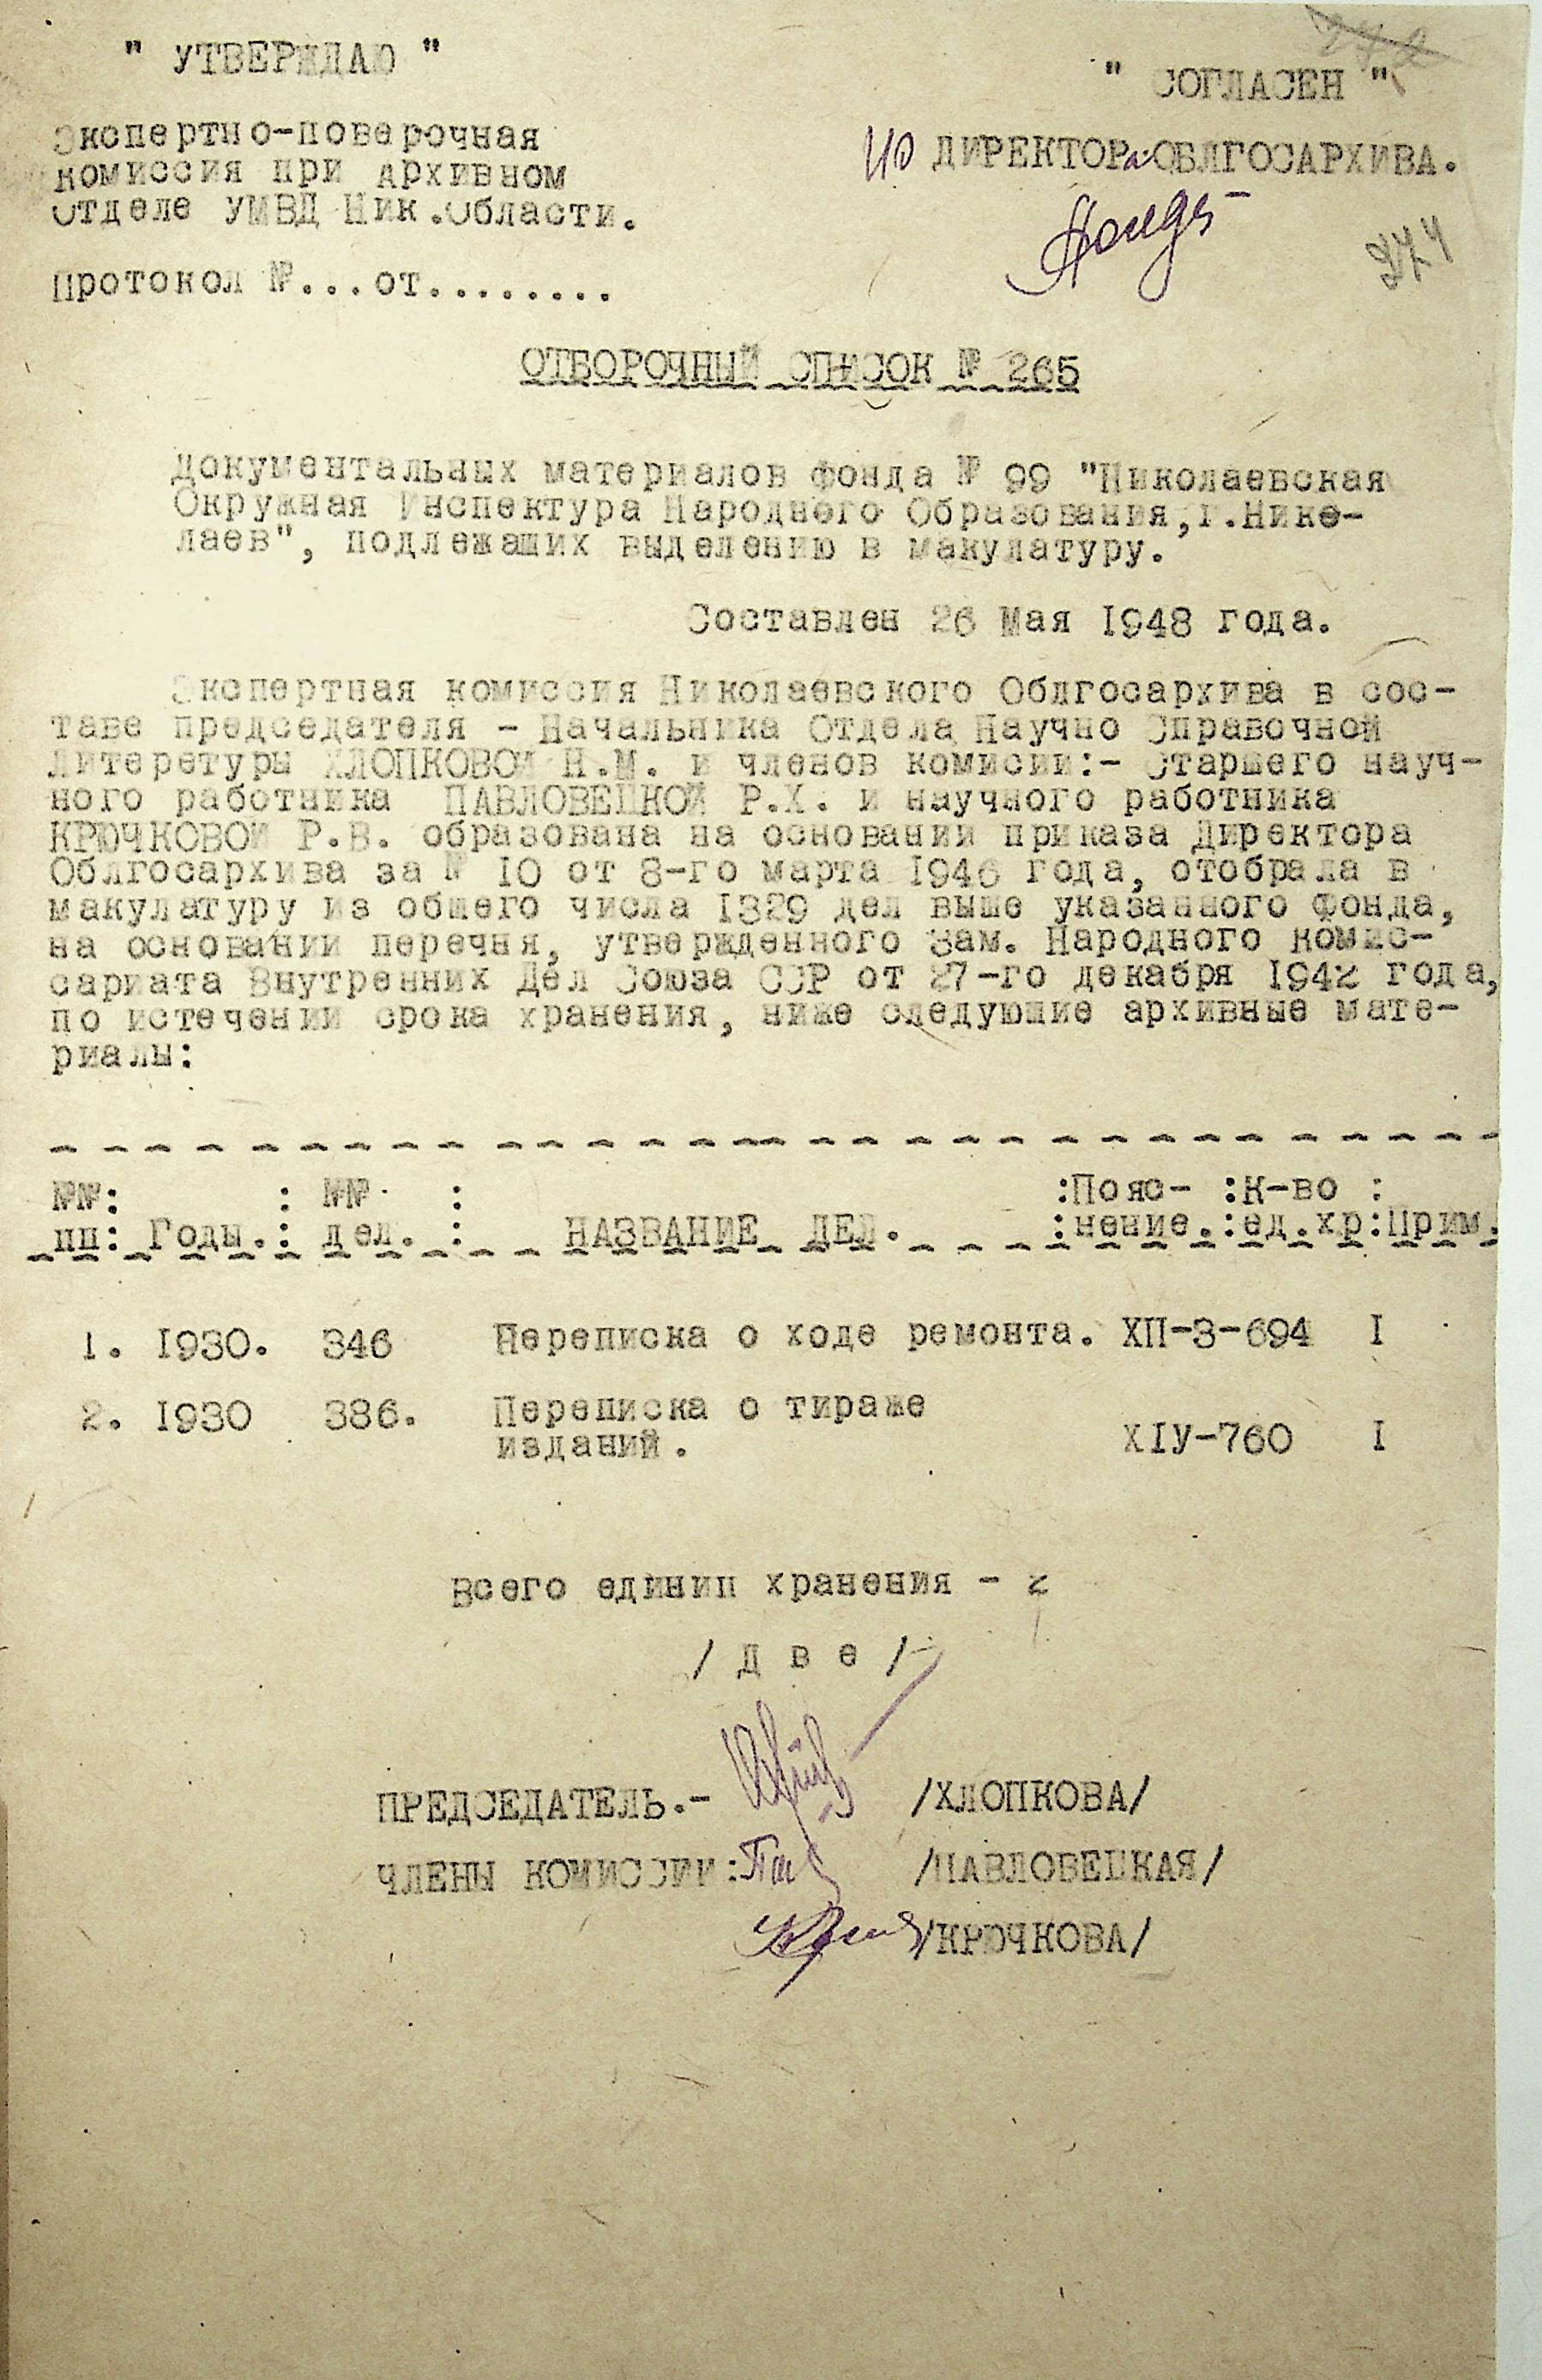 " УТВЕРЖДАЮ "
" СОГЛАСЕН "
Экспертно-поверочная
комиссия при архивном
отделе УМВД Ник.области.
ИО ДИРЕКТОРа ОБЛГОСАРХИВА.
274
Протокол №...от........
ОТБОРОЧНЫЙ СПИСОК № 265
Документальных материалов фонда № 99 "Николаевская
Окружная Инспектура Народного Образования,г.Нико-
лаев", подлежащих выделению в макулатуру.
Составлен 26 Мая 1948 года.
Экспертная комиссия Николаевского Облгосархива в сос-
таве председателя - Начальника Отдела Научно Справочной
Литеретуры ХЛОПКОВОЙ Н.М. и членов комисии:- Старшего науч-
ного работника ПАВЛОВЕЦКОЙ Р.Х. и научного работника
КРЮЧКОВОЙ Р.В. образована на основании приказа Директора
Облгосархива за № 10 от 8-го марта 1946 года, отобрала в
макулатуру из общего числа 1329 дел выше указанного фонда,
на основании перечня, утвержденного Зам. Народного Комис-
сариата Внутренних Дел Союза ССР от 27-го декабря 1942 года,
по истечении срока хранения, ниже следующие архивные мате-
риалы:
№№: : №№ : :Пояс- :К-во :
пп: Годы.: дел. : НАЗВАНИЕ ДЕЛ. :нение.:ед.хр:Прим.
1. 1930. 346 Переписка о ходе ремонта. ХП-3-694 I
2. 1930 386. Переписка о тираже
изданий. ХIУ-760 I
Всего единиц хранения - 2
/ д в е /
ПРЕДСЕДАТЕЛЬ.- /ХЛОПКОВА/
ЧЛЕНЫ КОМИССИИ: /ПАВЛОВЕЦКАЯ/
/КРЮЧКОВА/